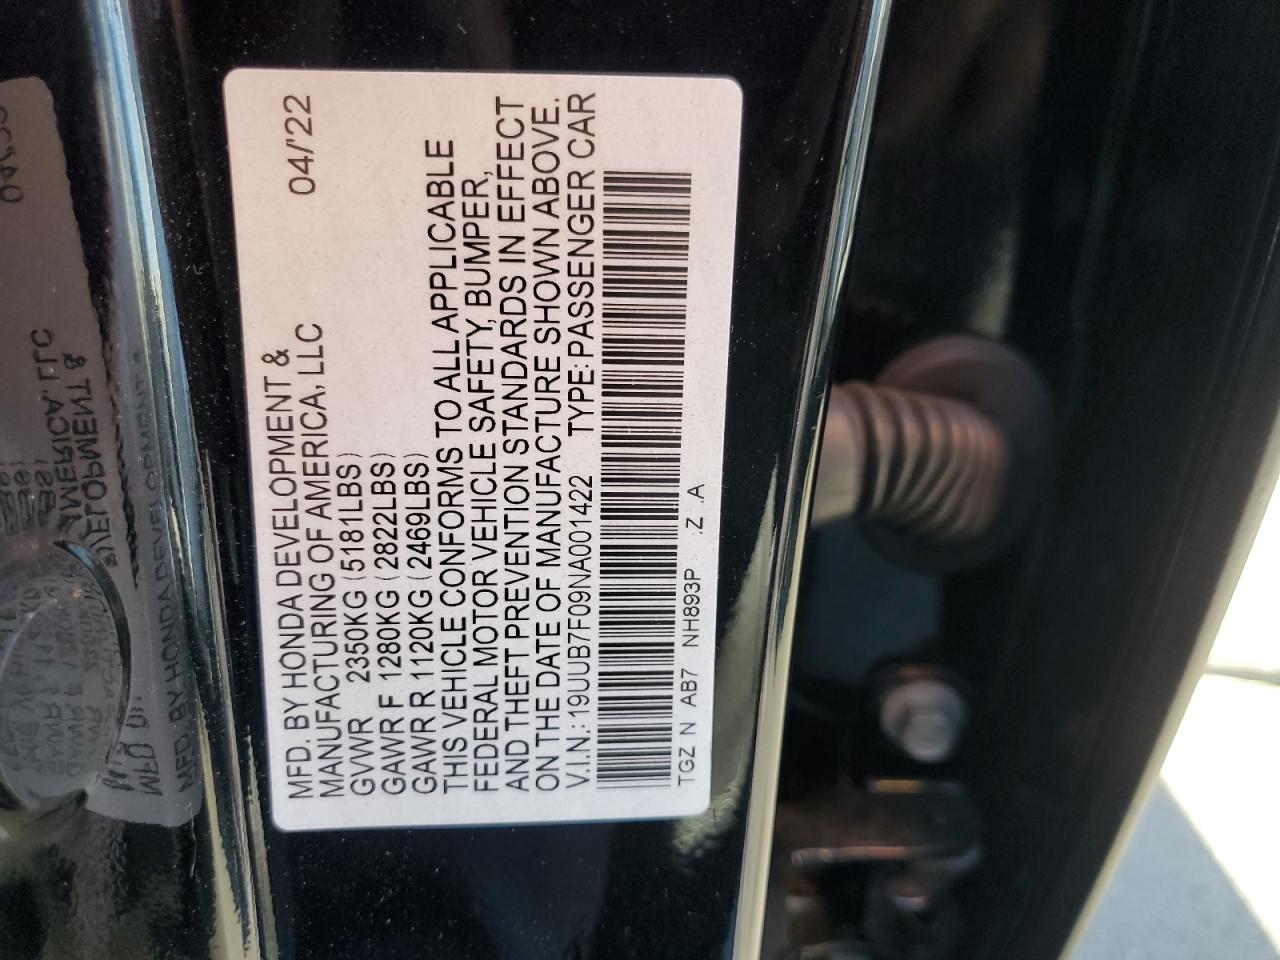 MFD. BY HONDA DEVELOPMENT &
MANUFACTURING OF AMERICA, LLC 04/'22
GVWR 2350KG (5181LBS)
GAWR F 1280KG (2822LBS)
GAWR R 1120KG (2469LBS)
THIS VEHICLE CONFORMS TO ALL APPLICABLE
FEDERAL MOTOR VEHICLE SAFETY, BUMPER,
AND THEFT PREVENTION STANDARDS IN EFFECT
ON THE DATE OF MANUFACTURE SHOWN ABOVE.
V.I.N.: 19UUB7F09NA001422 TYPE: PASSENGER CAR
TGZ N AB7 NH893P Z .A